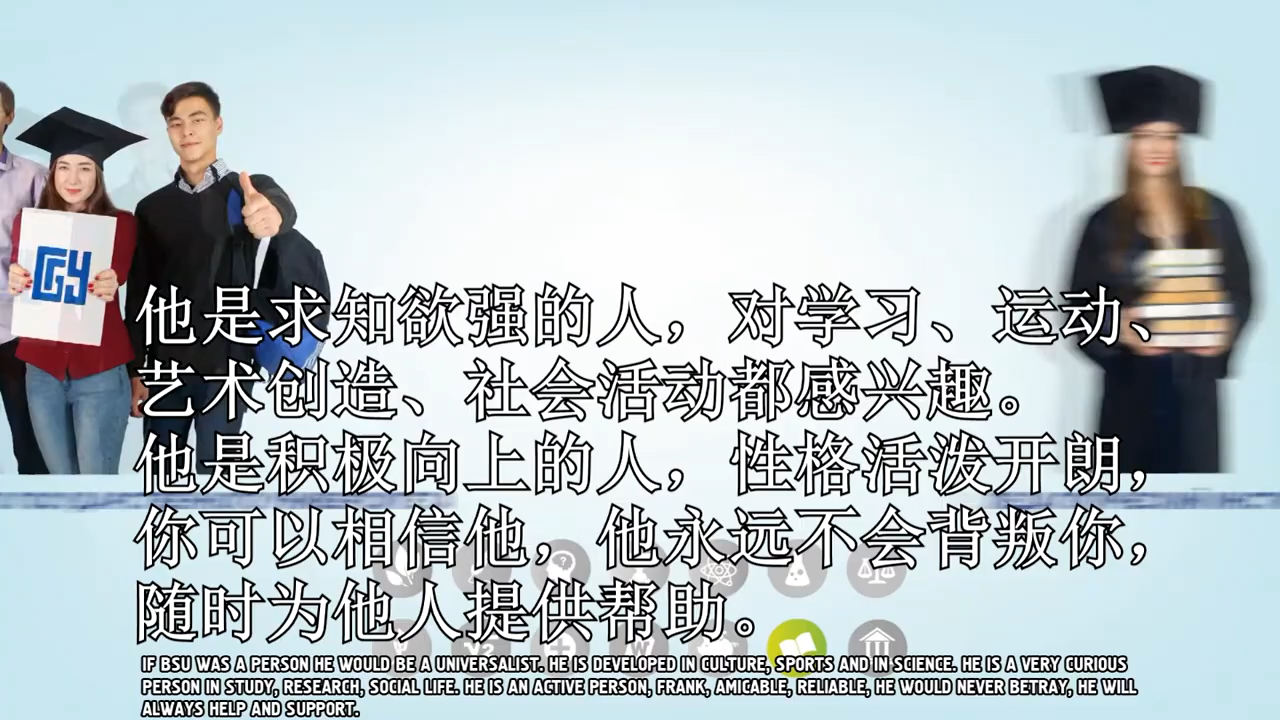 БГУ
他是求知欲强的人，对学习、运动、
艺术创造、社会活动都感兴趣。
他是积极向上的人，性格活泼开朗，
你可以相信他，他永远不会背叛你，
随时为他人提供帮助。
IF BSU WAS A PERSON HE WOULD BE A UNIVERSALIST. HE IS DEVELOPED IN CULTURE, SPORTS AND IN SCIENCE. HE IS A VERY CURIOUS
PERSON IN STUDY, RESEARCH, SOCIAL LIFE. HE IS AN ACTIVE PERSON, FRANK, AMICABLE, RELIABLE, HE WOULD NEVER BETRAY, HE WILL
ALWAYS HELP AND SUPPORT.